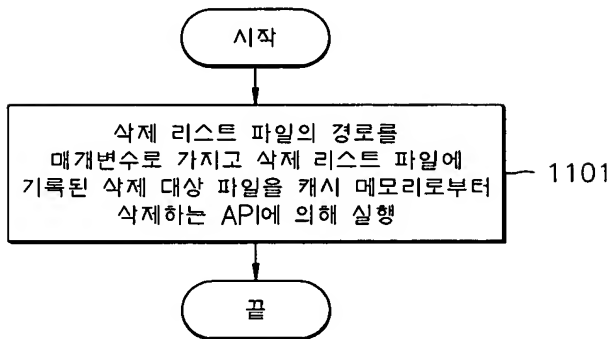 시작
삭제 리스트 파일의 경로를
매개변수로 가지고 삭제 리스트 파일에
기록된 삭제 대상 파일을 캐시 메모리로부터
삭제하는 API에 의해 실행
1101
끝